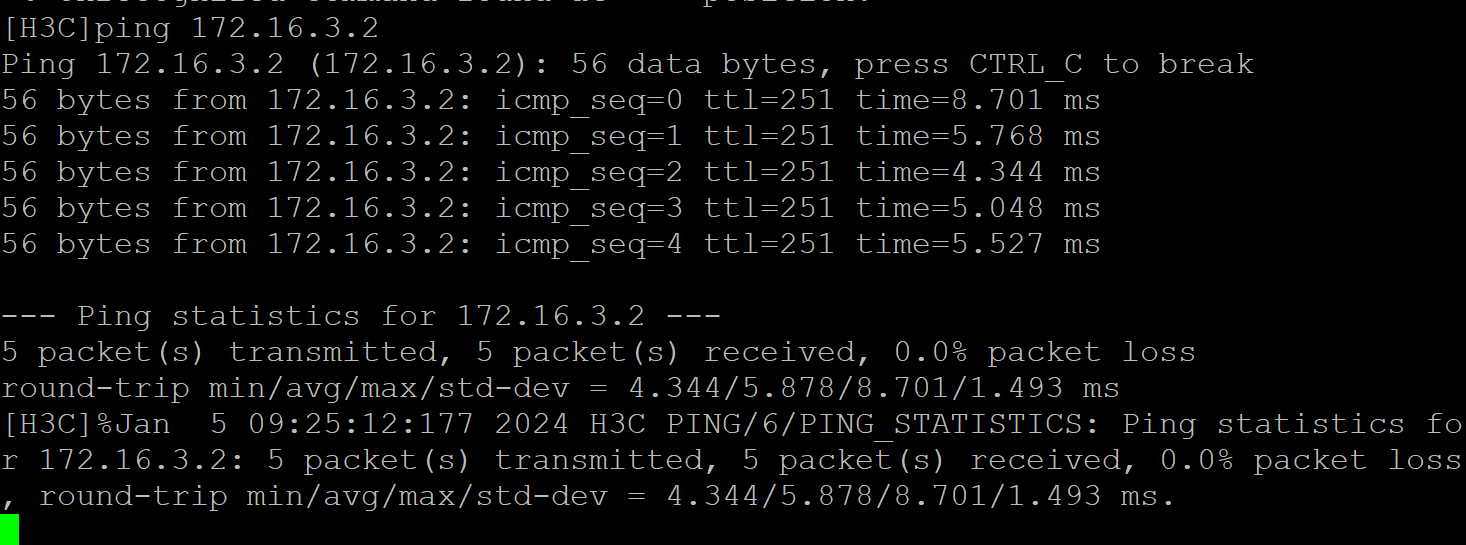 [H3C]ping 172.16.3.2
Ping 172.16.3.2 (172.16.3.2): 56 data bytes, press CTRL_C to break
56 bytes from 172.16.3.2: icmp_seq=0 ttl=251 time=8.701 ms
56 bytes from 172.16.3.2: icmp_seq=1 ttl=251 time=5.768 ms
56 bytes from 172.16.3.2: icmp_seq=2 ttl=251 time=4.344 ms
56 bytes from 172.16.3.2: icmp_seq=3 ttl=251 time=5.048 ms
56 bytes from 172.16.3.2: icmp_seq=4 ttl=251 time=5.527 ms
--- Ping statistics for 172.16.3.2 ---
5 packet(s) transmitted, 5 packet(s) received, 0.0% packet loss
round-trip min/avg/max/std-dev = 4.344/5.878/8.701/1.493 ms
[H3C]%Jan  5 09:25:12:177 2024 H3C PING/6/PING_STATISTICS: Ping statistics fo
r 172.16.3.2: 5 packet(s) transmitted, 5 packet(s) received, 0.0% packet loss
, round-trip min/avg/max/std-dev = 4.344/5.878/8.701/1.493 ms.